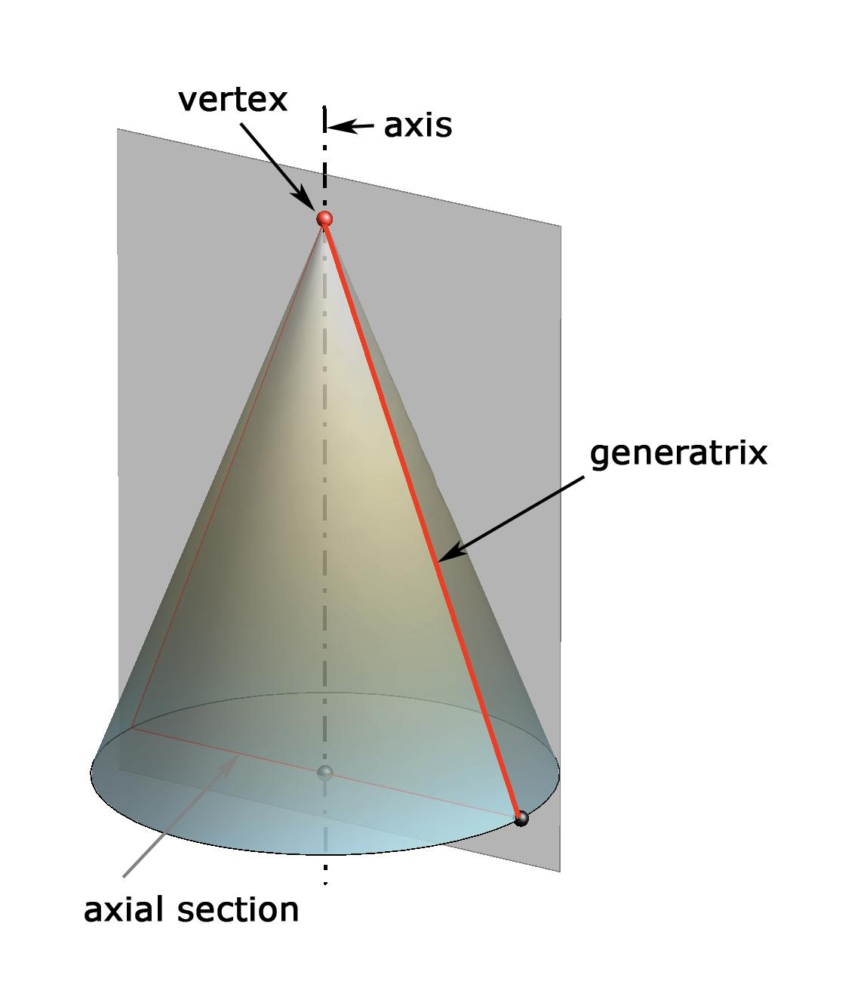 vertex
axis
generatrix
axial section